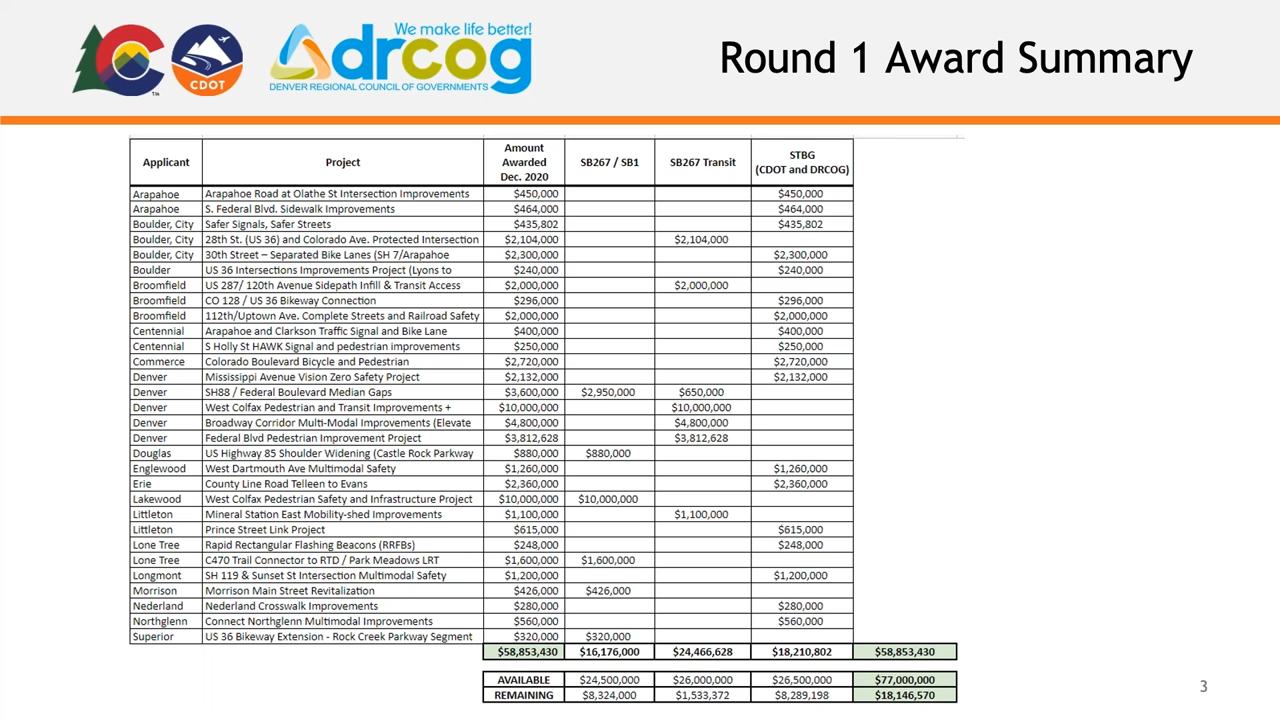 CDOT
TM
We make life better!
drcog
DENVER REGIONAL COUNCIL OF GOVERNMENTS
Round 1 Award Summary
Applicant Project Amount Awarded Dec. 2020 SB267 / SB1 SB267 Transit STBG (CDOT and DRCOG)
Arapahoe Arapahoe Road at Olathe St Intersection Improvements $450,000 $450,000
Arapahoe S. Federal Blvd. Sidewalk Improvements $464,000 $464,000
Boulder, City Safer Signals, Safer Streets $435,802 $435,802
Boulder, City 28th St. (US 36) and Colorado Ave. Protected Intersection $2,104,000 $2,104,000
Boulder, City 30th Street – Separated Bike Lanes (SH 7/Arapahoe $2,300,000 $2,300,000
Boulder US 36 Intersections Improvements Project (Lyons to $240,000 $240,000
Broomfield US 287/ 120th Avenue Sidepath Infill & Transit Access $2,000,000 $2,000,000
Broomfield CO 128 / US 36 Bikeway Connection $296,000 $296,000
Broomfield 112th/Uptown Ave. Complete Streets and Railroad Safety $2,000,000 $2,000,000
Centennial Arapahoe and Clarkson Traffic Signal and Bike Lane $400,000 $400,000
Centennial S Holly St HAWK Signal and pedestrian improvements $250,000 $250,000
Commerce Colorado Boulevard Bicycle and Pedestrian $2,720,000 $2,720,000
Denver Mississippi Avenue Vision Zero Safety Project $2,132,000 $2,132,000
Denver SH88 / Federal Boulevard Median Gaps $3,600,000 $2,950,000 $650,000
Denver West Colfax Pedestrian and Transit Improvements + $10,000,000 $10,000,000
Denver Broadway Corridor Multi-Modal Improvements (Elevate $4,800,000 $4,800,000
Denver Federal Blvd Pedestrian Improvement Project $3,812,628 $3,812,628
Douglas US Highway 85 Shoulder Widening (Castle Rock Parkway $880,000 $880,000
Englewood West Dartmouth Ave Multimodal Safety $1,260,000 $1,260,000
Erie County Line Road Telleen to Evans $2,360,000 $2,360,000
Lakewood West Colfax Pedestrian Safety and Infrastructure Project $10,000,000 $10,000,000
Littleton Mineral Station East Mobility-shed Improvements $1,100,000 $1,100,000
Littleton Prince Street Link Project $615,000 $615,000
Lone Tree Rapid Rectangular Flashing Beacons (RRFBs) $248,000 $248,000
Lone Tree C470 Trail Connector to RTD / Park Meadows LRT $1,600,000 $1,600,000
Longmont SH 119 & Sunset St Intersection Multimodal Safety $1,200,000 $1,200,000
Morrison Morrison Main Street Revitalization $426,000 $426,000
Nederland Nederland Crosswalk Improvements $280,000 $280,000
Northglenn Connect Northglenn Multimodal Improvements $560,000 $560,000
Superior US 36 Bikeway Extension - Rock Creek Parkway Segment $320,000 $320,000
$58,853,430 $16,176,000 $24,466,628 $18,210,802 $58,853,430
AVAILABLE $24,500,000 $26,000,000 $26,500,000 $77,000,000
REMAINING $8,324,000 $1,533,372 $8,289,198 $18,146,570
3